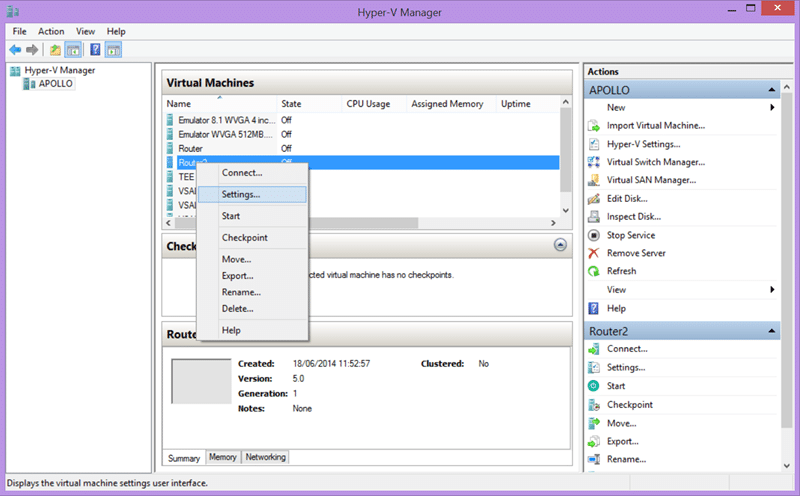 Hyper-V Manager
File Action View Help
Hyper-V Manager
APOLLO
Virtual Machines
Name State CPU Usage Assigned Memory Uptime
Emulator 8.1 WVGA 4 inc... Off
Emulator WVGA 512MB.... Off
Router Off
Router2 Off
TEE
VSA
VSA
Connect...
Settings...
Start
Checkpoint
Move...
Export...
Rename...
Delete...
Help
Check
cted virtual machine has no checkpoints.
Route
Created: 18/06/2014 11:52:57 Clustered: No
Version: 5.0
Generation: 1
Notes: None
Summary Memory Networking
Actions
APOLLO
New
Import Virtual Machine...
Hyper-V Settings...
Virtual Switch Manager...
Virtual SAN Manager...
Edit Disk...
Inspect Disk...
Stop Service
Remove Server
Refresh
View
Help
Router2
Connect...
Settings...
Start
Checkpoint
Move...
Export...
Rename...
Displays the virtual machine settings user interface.